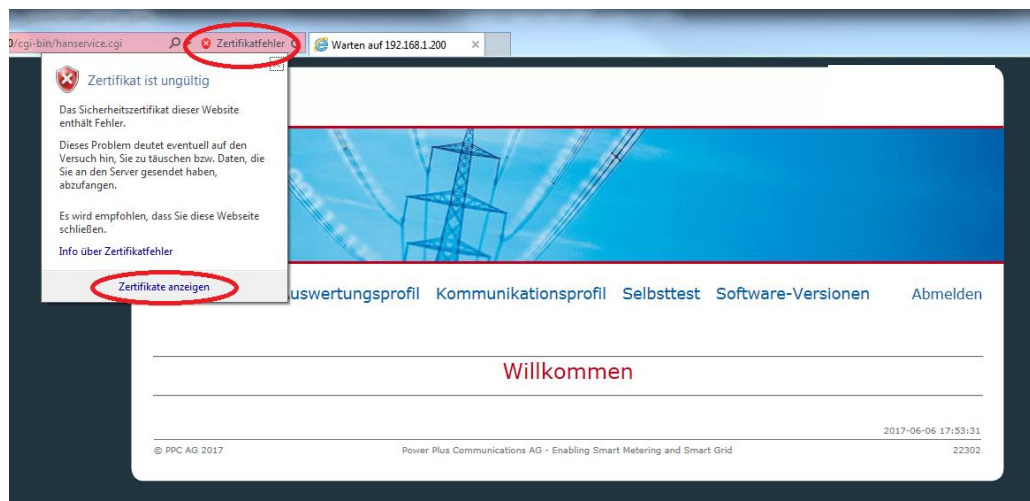 0/cgi-bin/hanservice.cgi
Zertifikatfehler
Warten auf 192.168.1.200
Zertifikat ist ungültig
Das Sicherheitszertifikat dieser Website
enthält Fehler.
Dieses Problem deutet eventuell auf den
Versuch hin, Sie zu täuschen bzw. Daten, die
Sie an den Server gesendet haben,
abzufangen.
Es wird empfohlen, dass Sie diese Webseite
schließen.
Info über Zertifikatfehler
Zertifikate anzeigen
uswertungsprofil Kommunikationsprofil Selbsttest Software-Versionen Abmelden
Willkommen
2017-06-06 17:53:31
© PPC AG 2017 Power Plus Communications AG - Enabling Smart Metering and Smart Grid 22302